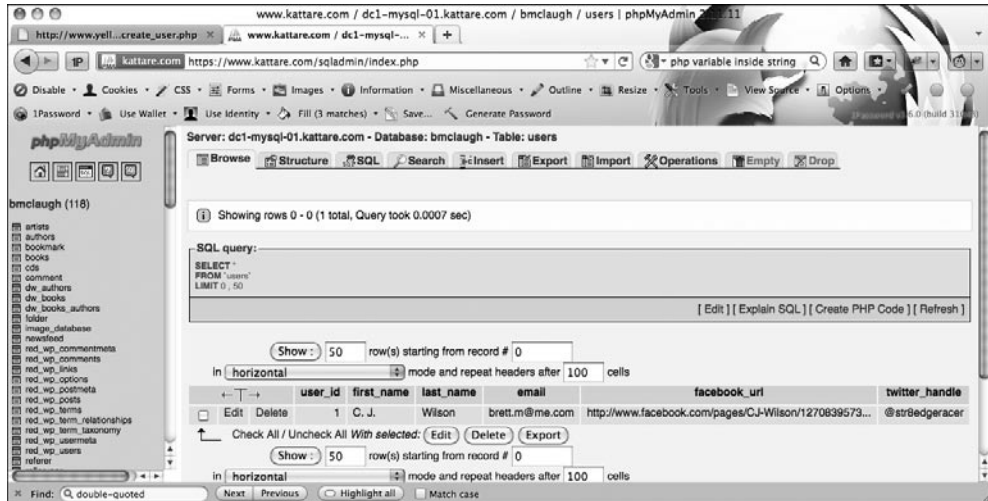 www.kattare.com / dc1-mysql-01.kattare.com / bmclaugh / users | phpMyAdmin
http://www.yell...create_user.php
www.kattare.com / dc1-mysql-...
1P kattare.com https://www.kattare.com/sqladmin/index.php
php variable inside string
Disable Cookies CSS Forms Images Information Miscellaneous Outline Resize Tools View Source Options
1Password Use Wallet Use Identity Fill (3 matches) Save... Generate Password
phpMyAdmin
bmclaugh (118)
artists
authors
bookmark
books
cds
comment
dw_authors
dw_books
dw_books_authors
folder
image_database
newsfeed
red_wp_commentmeta
red_wp_comments
red_wp_links
red_wp_options
red_wp_postmeta
red_wp_posts
red_wp_terms
red_wp_term_relationships
red_wp_term_taxonomy
red_wp_usermeta
red_wp_users
referer
Server: dc1-mysql-01.kattare.com - Database: bmclaugh - Table: users
Browse Structure SQL Search Insert Export Import Operations Empty Drop
Showing rows 0 - 0 (1 total, Query took 0.0007 sec)
SQL query:
SELECT *
FROM `users`
LIMIT 0 , 50
[ Edit ] [ Explain SQL ] [ Create PHP Code ] [ Refresh ]
Show : 50 row(s) starting from record # 0
in horizontal mode and repeat headers after 100 cells
←T→ user_id first_name last_name email facebook_url twitter_handle
Edit Delete 1 C. J. Wilson brett.m@me.com http://www.facebook.com/pages/CJ-Wilson/1270839573... @str8edgeracer
Check All / Uncheck All With selected: Edit Delete Export
Show : 50 row(s) starting from record # 0
in horizontal mode and repeat headers after 100 cells
Find: double-quoted Next Previous Highlight all Match case